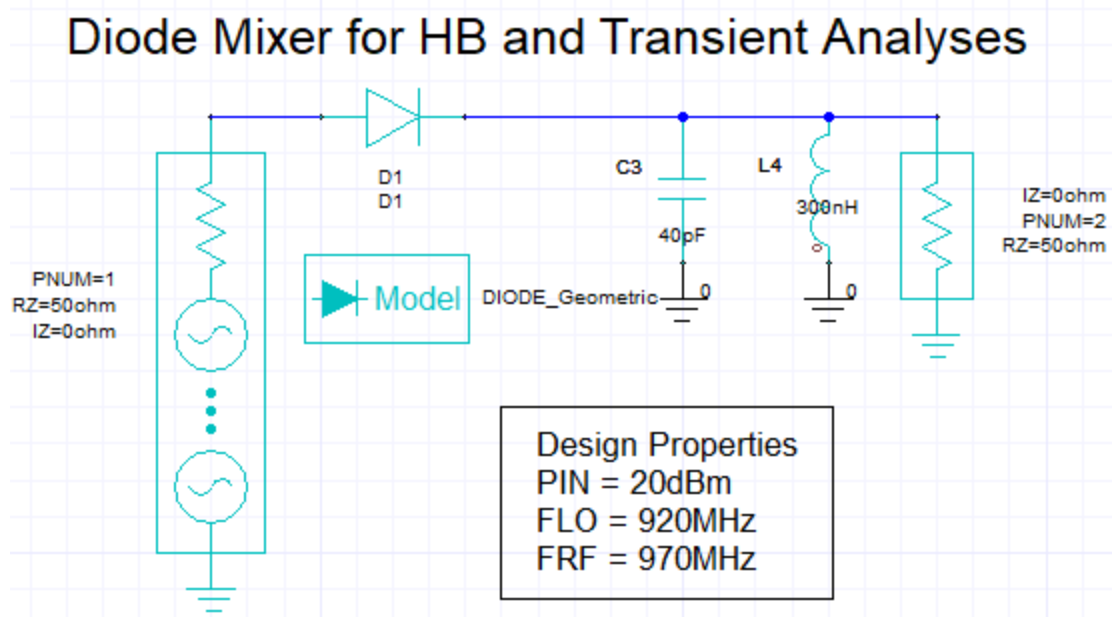 Diode Mixer for HB and Transient Analyses
D1
D1
C3
40pF
0
L4
300nH
0
IZ=0ohm
PNUM=2
RZ=50ohm
PNUM=1
RZ=50ohm
IZ=0ohm
Model
DIODE_Geometric
Design Properties
PIN = 20dBm
FLO = 920MHz
FRF = 970MHz